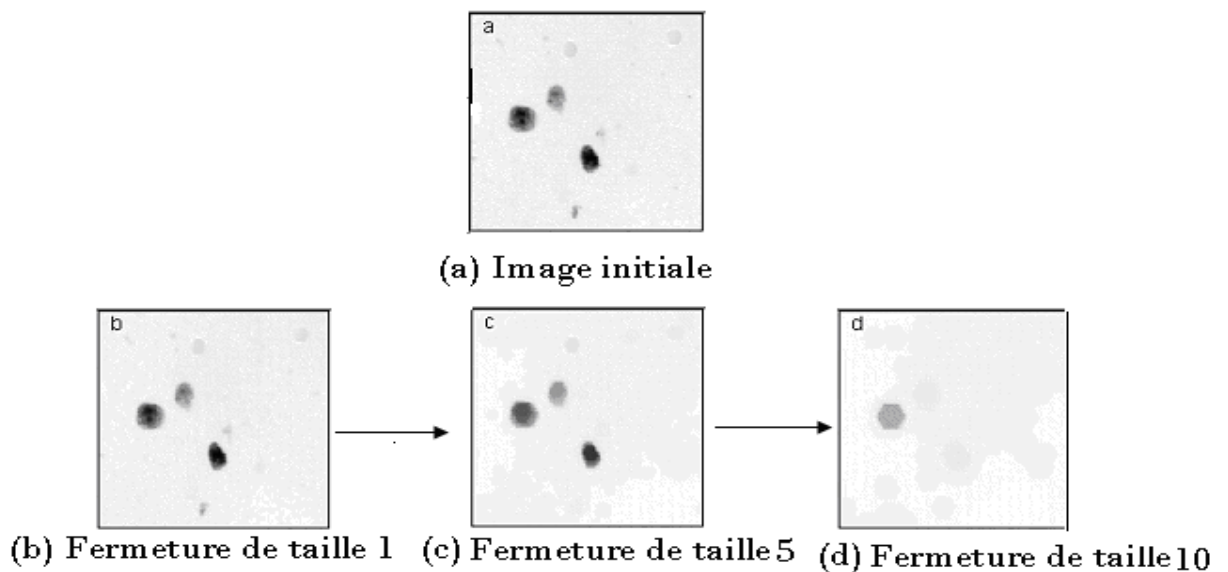 a
(a) Image initiale
b
c
d
(b) Fermeture de taille 1
(c) Fermeture de taille 5
(d) Fermeture de taille 10